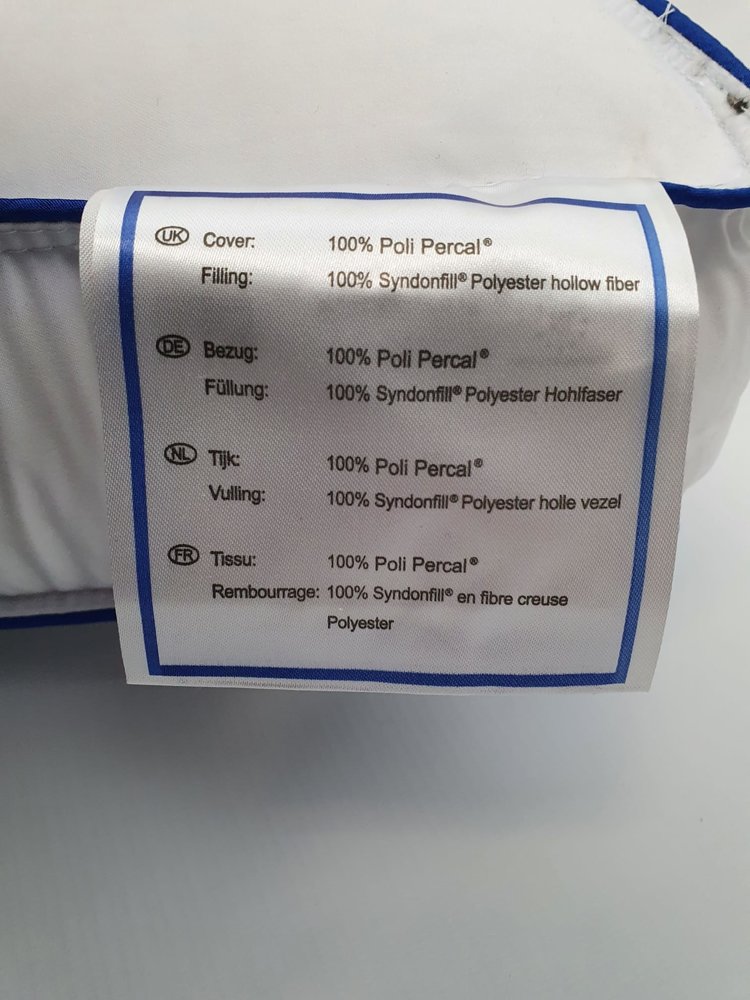 UK Cover: 100% Poli Percal®
Filling: 100% Syndonfill® Polyester hollow fiber
DE Bezug: 100% Poli Percal®
Füllung: 100% Syndonfill® Polyester Hohlfaser
NL Tijk: 100% Poli Percal®
Vulling: 100% Syndonfill® Polyester holle vezel
FR Tissu: 100% Poli Percal®
Rembourrage: 100% Syndonfill® en fibre creuse
Polyester